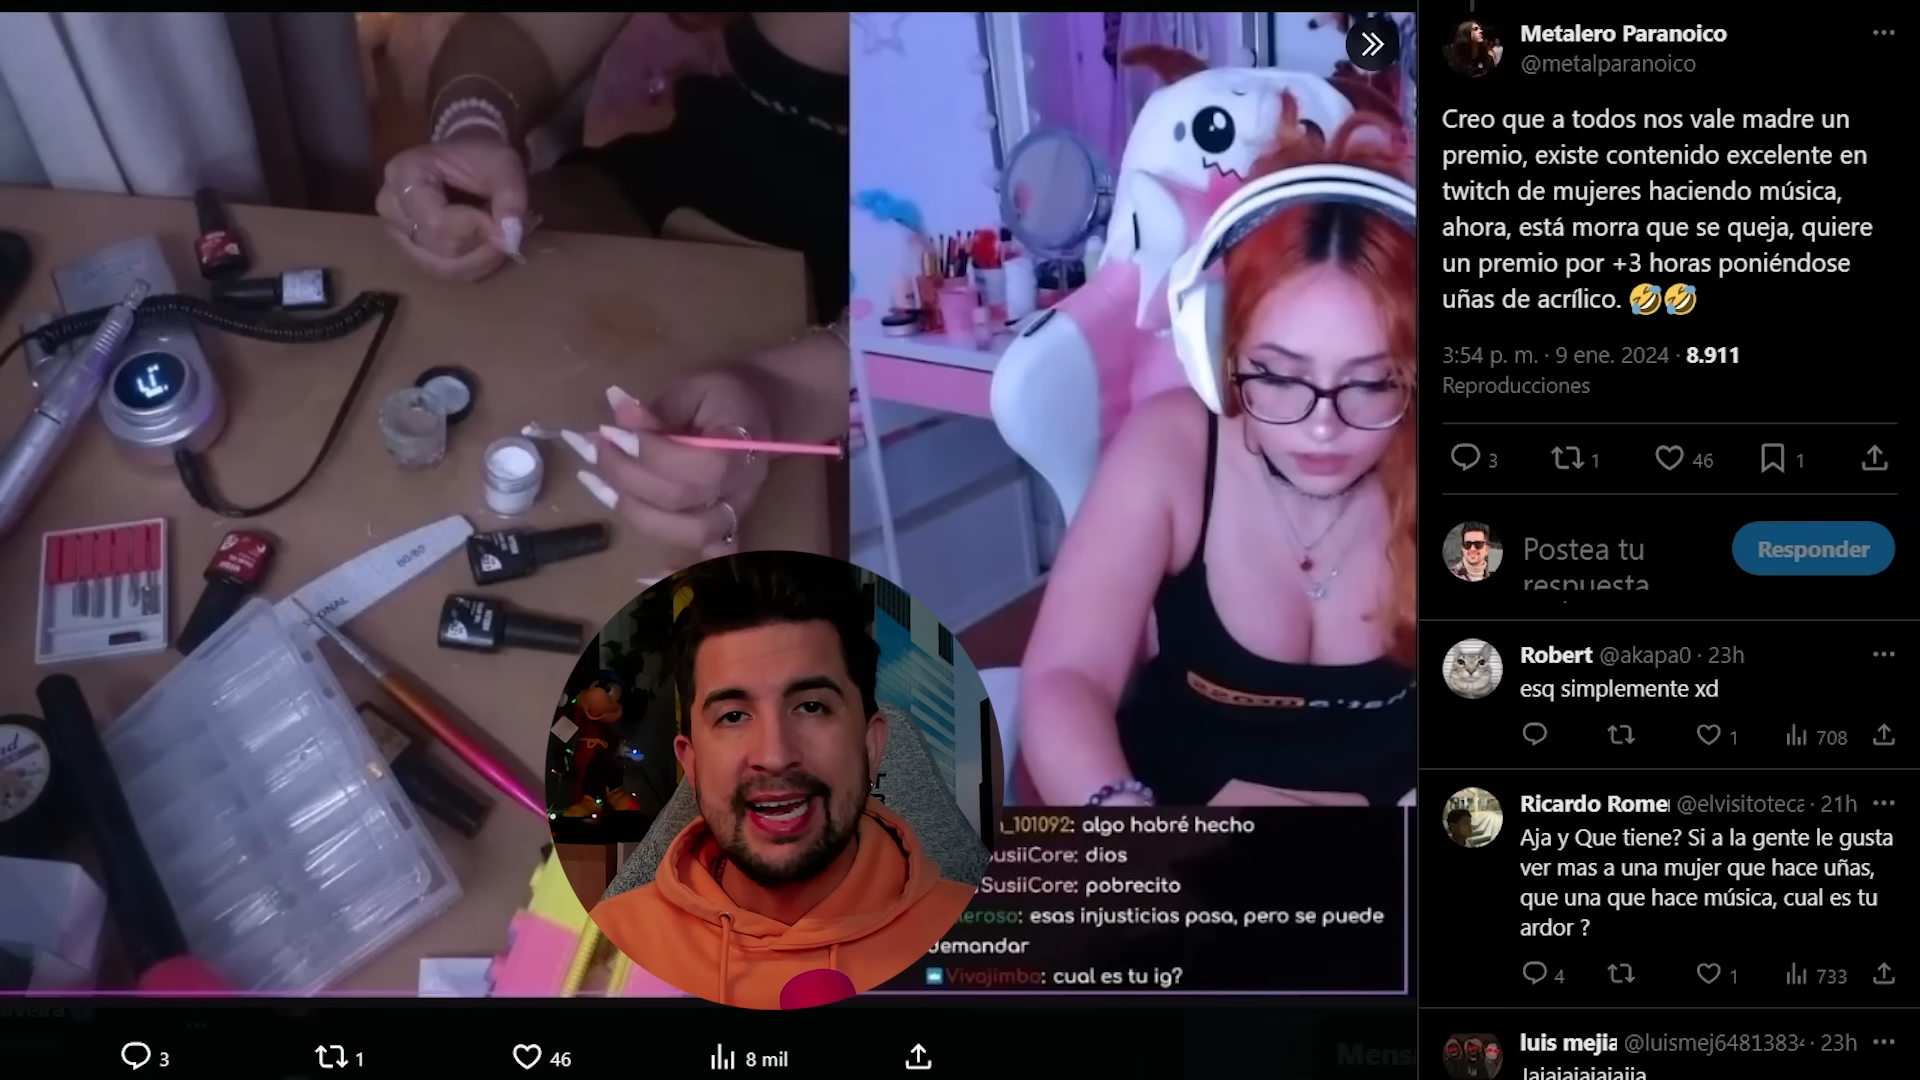 Metalero Paranoico
@metalparanoico
Creo que a todos nos vale madre un
premio, existe contenido excelente en
twitch de mujeres haciendo música,
ahora, está morra que se queja, quiere
un premio por +3 horas poniéndose
uñas de acrílico. 🤣🤣
3:54 p. m. · 9 ene. 2024 · 8.911
Reproducciones
3 1 46 1
Postea tu
respuesta
Responder
Robert @akapa0 · 23h
esq simplemente xd
1 708
Ricardo Rome @elvisitoteca · 21h
Aja y Que tiene? Si a la gente le gusta
ver mas a una mujer que hace uñas,
que una que hace música, cual es tu
ardor ?
4 1 733
luis mejia @luismej6481383 · 23h
Jajajajajajajja
80/80
_101092: algo habré hecho
SusiiCore: dios
SusiiCore: pobrecito
eroso: esas injusticias pasa, pero se puede
demandar
Vivajimbo: cual es tu ig?
3 1 46 8 mil